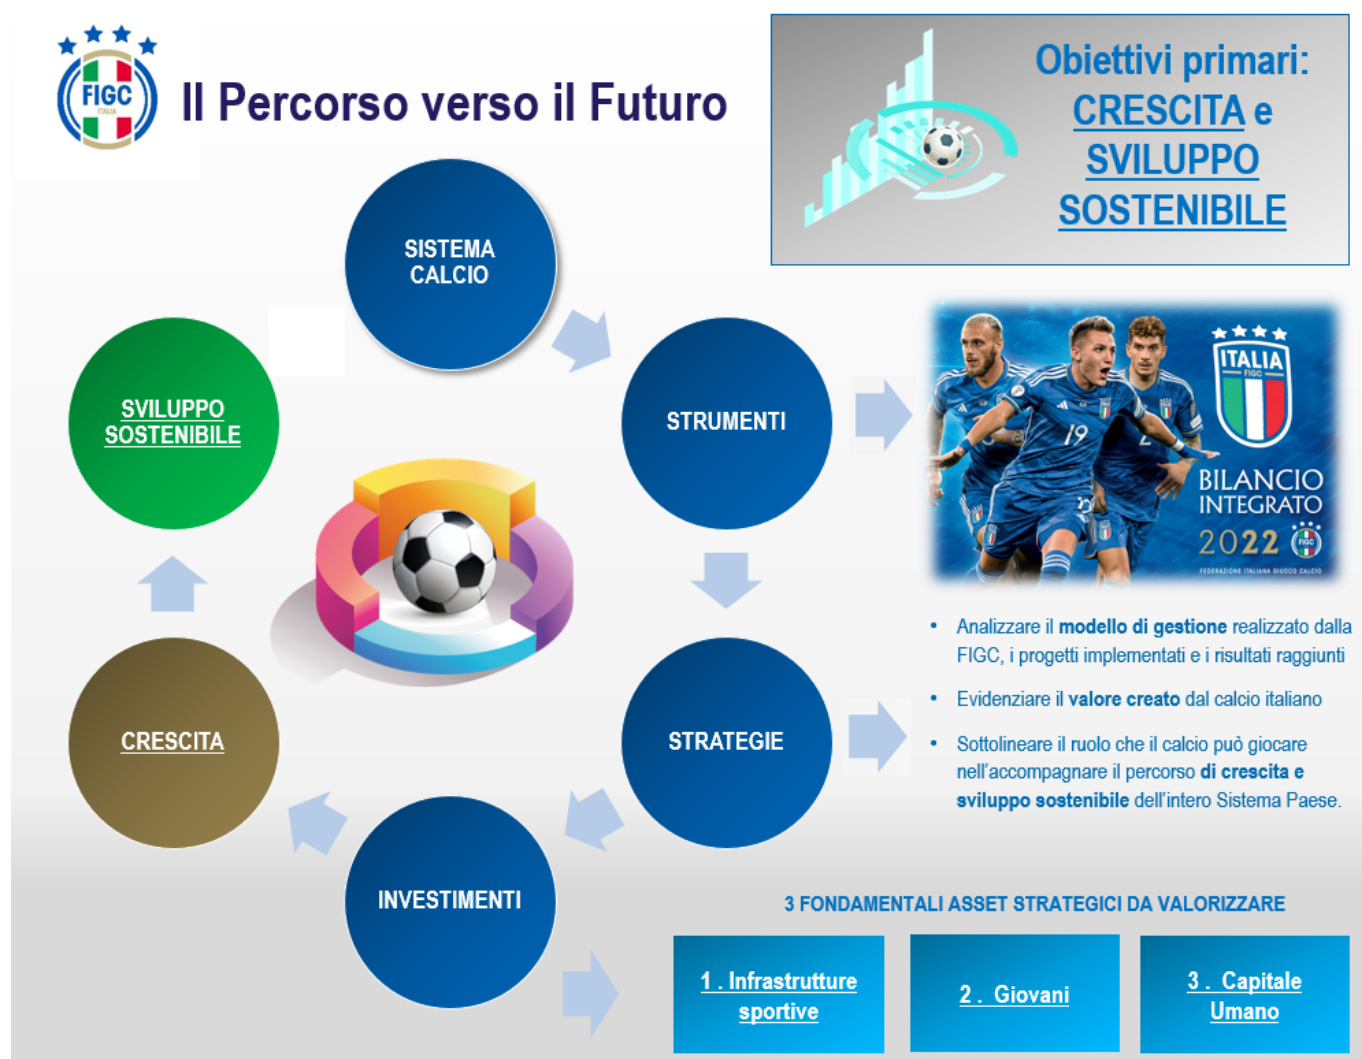 FIGC
ITALIA
Il Percorso verso il Futuro
Obiettivi primari:
CRESCITA e
SVILUPPO
SOSTENIBILE
SISTEMA
CALCIO
SVILUPPO
SOSTENIBILE
STRUMENTI
ITALIA
FIGC
19
2
BILANCIO
INTEGRATO
2022
FIGC
FEDERAZIONE ITALIANA GIUOCO CALCIO
• Analizzare il modello di gestione realizzato dalla
FIGC, i progetti implementati e i risultati raggiunti
• Evidenziare il valore creato dal calcio italiano
• Sottolineare il ruolo che il calcio può giocare
nell'accompagnare il percorso di crescita e
sviluppo sostenibile dell'intero Sistema Paese.
CRESCITA
STRATEGIE
INVESTIMENTI
3 FONDAMENTALI ASSET STRATEGICI DA VALORIZZARE
1 . Infrastrutture
sportive
2 . Giovani
3 . Capitale
Umano